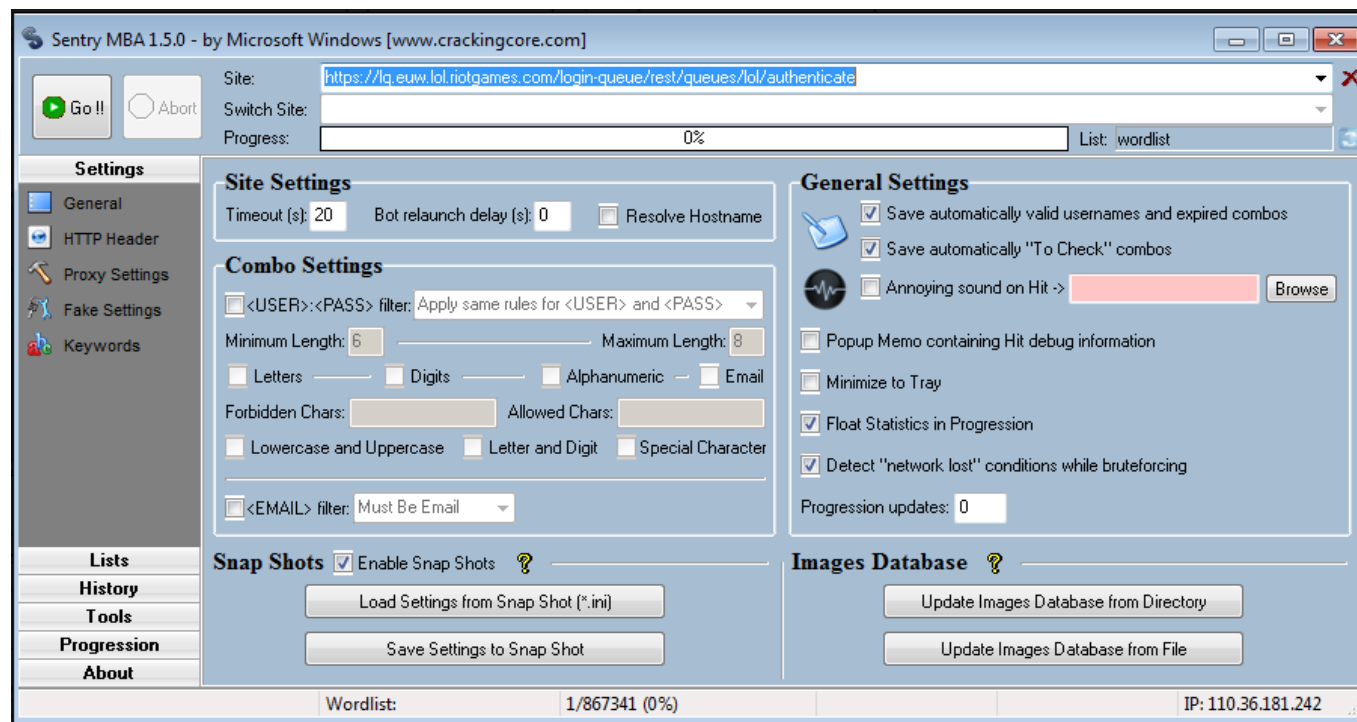 Sentry MBA 1.5.0 - by Microsoft Windows [www.crackingcore.com]
Go !! Abort
Site: https://lq.euw.lol.riotgames.com/login-queue/rest/queues/lol/authenticate
Switch Site:
Progress: 0% List: wordlist
Settings
General
HTTP Header
Proxy Settings
Fake Settings
Keywords
Lists
History
Tools
Progression
About
Site Settings
Timeout (s): 20 Bot relaunch delay (s): 0 Resolve Hostname
Combo Settings
<USER>:<PASS> filter: Apply same rules for <USER> and <PASS>
Minimum Length: 6 Maximum Length: 8
Letters Digits Alphanumeric Email
Forbidden Chars: Allowed Chars:
Lowercase and Uppercase Letter and Digit Special Character
<EMAIL> filter: Must Be Email
General Settings
Save automatically valid usernames and expired combos
Save automatically "To Check" combos
Annoying sound on Hit -> Browse
Popup Memo containing Hit debug information
Minimize to Tray
Float Statistics in Progression
Detect "network lost" conditions while bruteforcing
Progression updates: 0
Snap Shots Enable Snap Shots ?
Load Settings from Snap Shot (*.ini)
Save Settings to Snap Shot
Images Database ?
Update Images Database from Directory
Update Images Database from File
Wordlist: 1/867341 (0%) IP: 110.36.181.242